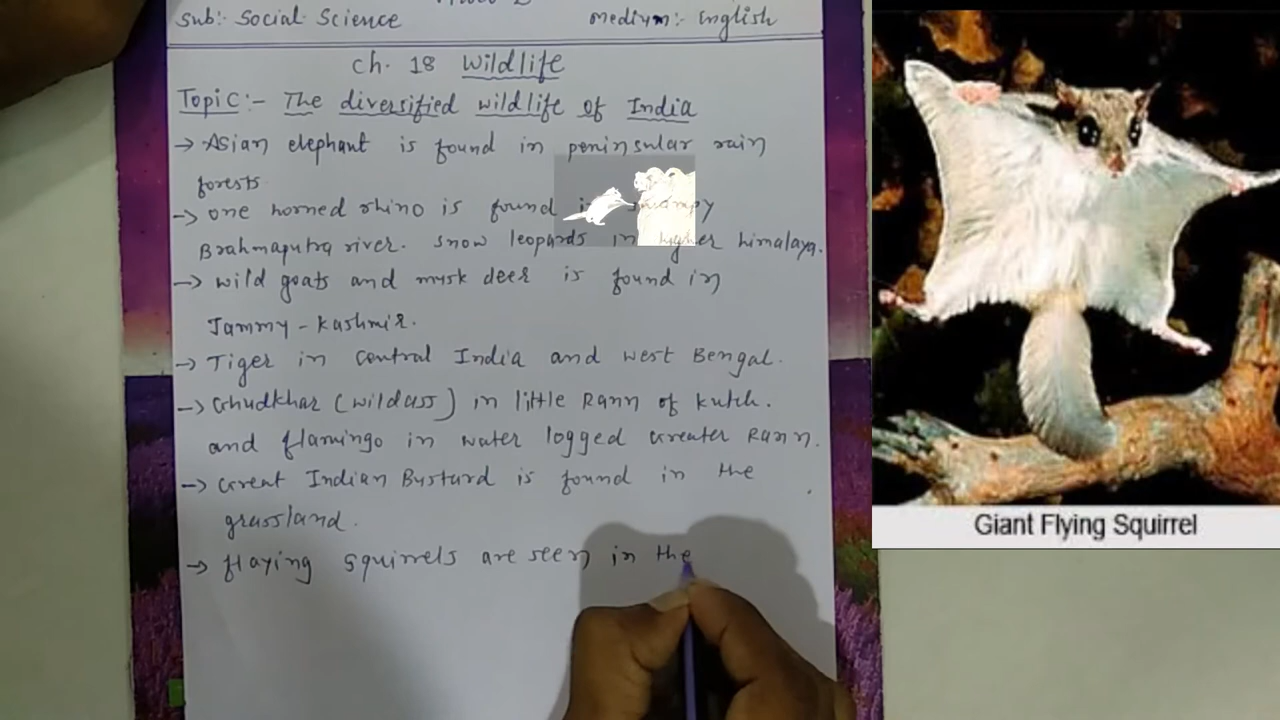 Sub:- Social Science
Medium:- English
Ch. 18 Wildlife
Topic:- The diversified wildlife of India
→ Asian elephant is found in peninsular rain
forests
→ One horned rhino is found in swampy
Brahmaputra river. Snow leopards in higher himalaya.
→ Wild goats and musk deer is found in
Jammu - Kashmir.
→ Tiger in central India and west Bengal.
→ Ghudkhar (wildass) in little Rann of Kutch.
and flamingo in water logged Greater Rann.
→ Great Indian Bustard is found in the
grassland.
→ flaying squirrels are seen in the
Giant Flying Squirrel